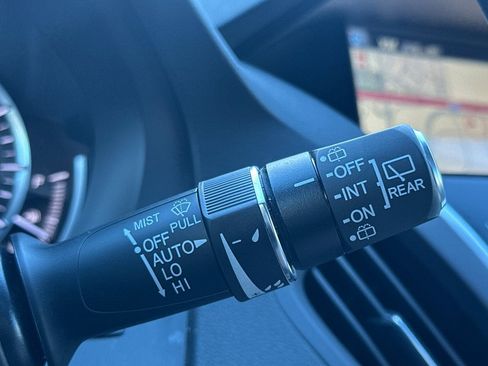 MIST
PULL
OFF
AUTO
LO
HI
OFF
INT
ON
REAR